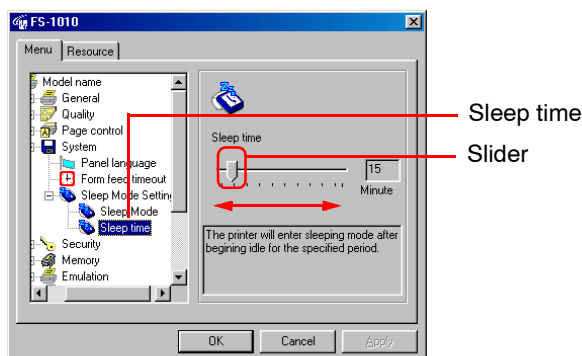 FS-1010
Menu
Resource
Model name
General
Quality
Page control
System
Panel language
Form feed timeout
Sleep Mode Settin
Sleep Mode
Sleep time
Security
Memory
Emulation
Sleep time
15
Minute
The printer will enter sleeping mode after
begining idle for the specified period.
OK
Cancel
Apply
Sleep time
Slider